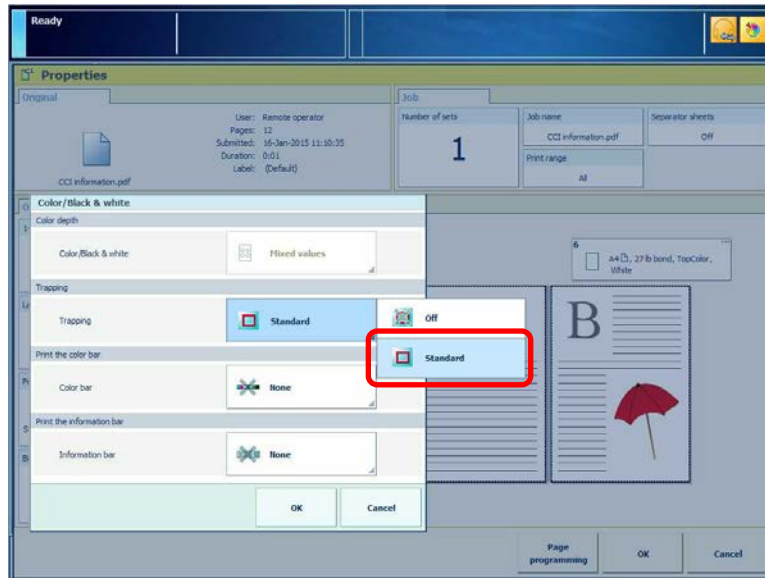 Ready
Properties
Original
Job
User: Remote operator
Pages: 12
Submitted: 16-Jan-2015 11:10:35
Duration: 0:01
Label: (Default)
CCI information.pdf
Number of sets
1
Job name
CCI information.pdf
Separator sheets
Off
Print range
All
Color/Black & white
Color depth
Color/Black & white
Mixed values
Trapping
Trapping
Standard
Off
Standard
Print the color bar
Color bar
None
Print the information bar
Information bar
None
OK
Cancel
6
A4, 27 lb bond, TopColor,
White
B
Page
programming
OK
Cancel